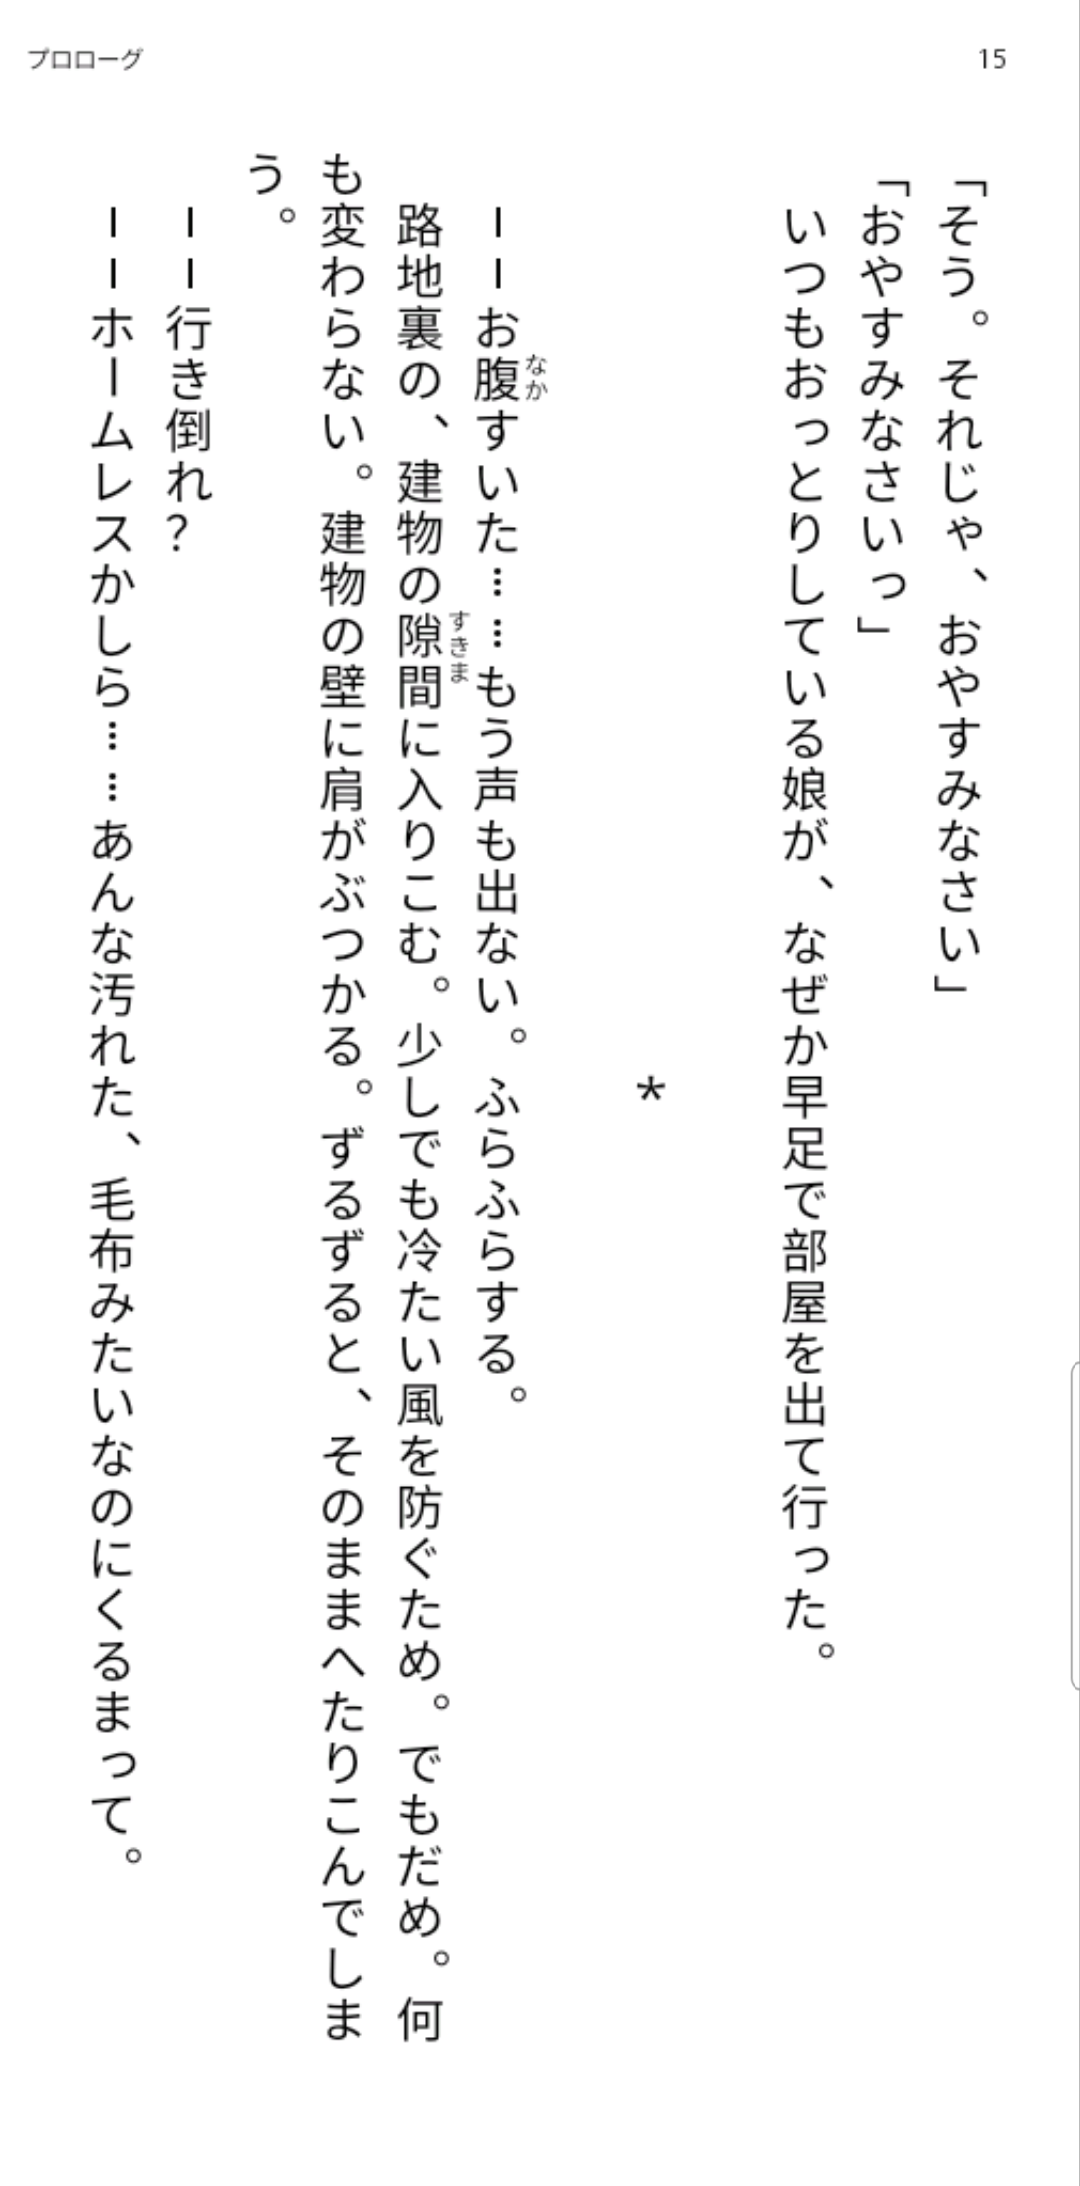 プロローグ
15
「そう。それじゃ、おやすみなさい」
「おやすみなさいっ」
いつもおっとりしている娘が、なぜか早足で部屋を出て行った。
*
ーーお腹すいた……もう声も出ない。ふらふらする。
なか
路地裏の、建物の隙間に入りこむ。少しでも冷たい風を防ぐため。でもだめ。何
すきま
も変わらない。建物の壁に肩がぶつかる。ずるずると、そのままへたりこんでしま
う。
ーー行き倒れ？
ーーホームレスかしら……あんな汚れた、毛布みたいなのにくるまって。